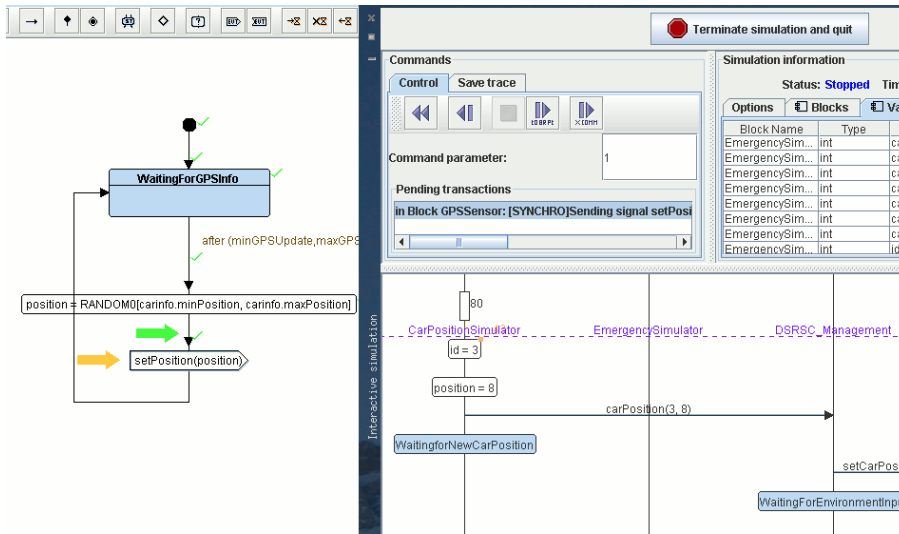 Terminate simulation and quit
Commands
Control
Save trace
Command parameter:
1
Pending transactions
in Block GPSSensor: [SYNCHRO]Sending signal setPosi
Simulation information
Status: Stopped
Options
Blocks
Block Name
Type
EmergencySim... int
EmergencySim... int
EmergencySim... int
EmergencySim... int
EmergencySim... int
EmergencySim... int
EmergencySim... int
EmergencySim... int id
WaitingForGPSInfo
after (minGPSUpdate,maxGPS
position = RANDOM0[carinfo.minPosition, carinfo.maxPosition]
setPosition(position)
Interactive simulation
80
CarPositionSimulator
EmergencySimulator
DSRSC_Management
id = 3
position = 8
carPosition(3, 8)
WaitingforNewCarPosition
setCarPos
WaitingForEnvironmentInpu